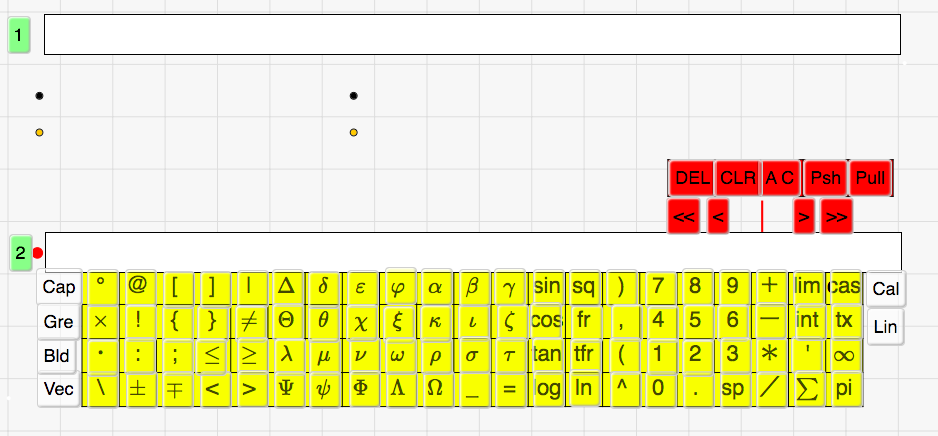 1
DEL CLR A C Psh Pull
<< < > >>
2
Cap ° @ [ ] | Δ δ ε φ α β γ sin sq ) 7 8 9 + lim cas Cal
Gre × ! { } ≠ Θ θ χ ξ κ ι ζ cos fr , 4 5 6 — int tx Lin
Bld · : ; ≤ ≥ λ μ ν ω ρ σ τ tan tfr ( 1 2 3 * ' ∞
Vec \ ± ∓ < > Ψ ψ Φ Λ Ω _ = log ln ^ 0 . sp / ∑ pi